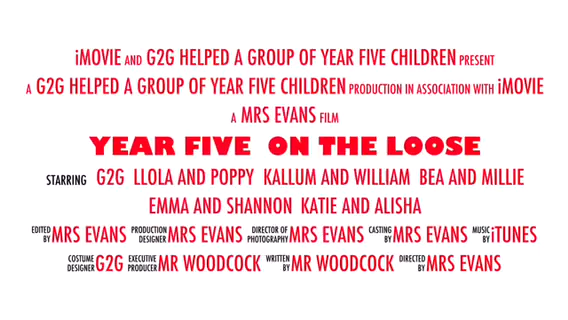 iMOVIE AND G2G HELPED A GROUP OF YEAR FIVE CHILDREN PRESENT
A G2G HELPED A GROUP OF YEAR FIVE CHILDREN PRODUCTION IN ASSOCIATION WITH iMOVIE
A MRS EVANS FILM
YEAR FIVE ON THE LOOSE
STARRING G2G LLOLA AND POPPY KALLUM AND WILLIAM BEA AND MILLIE
EMMA AND SHANNON KATIE AND ALISHA
EDITED BY MRS EVANS PRODUCTION DESIGNER MRS EVANS DIRECTOR OF PHOTOGRAPHY MRS EVANS CASTING BY MRS EVANS MUSIC BY iTUNES
COSTUME DESIGNER G2G EXECUTIVE PRODUCER MR WOODCOCK WRITTEN BY MR WOODCOCK DIRECTED BY MRS EVANS